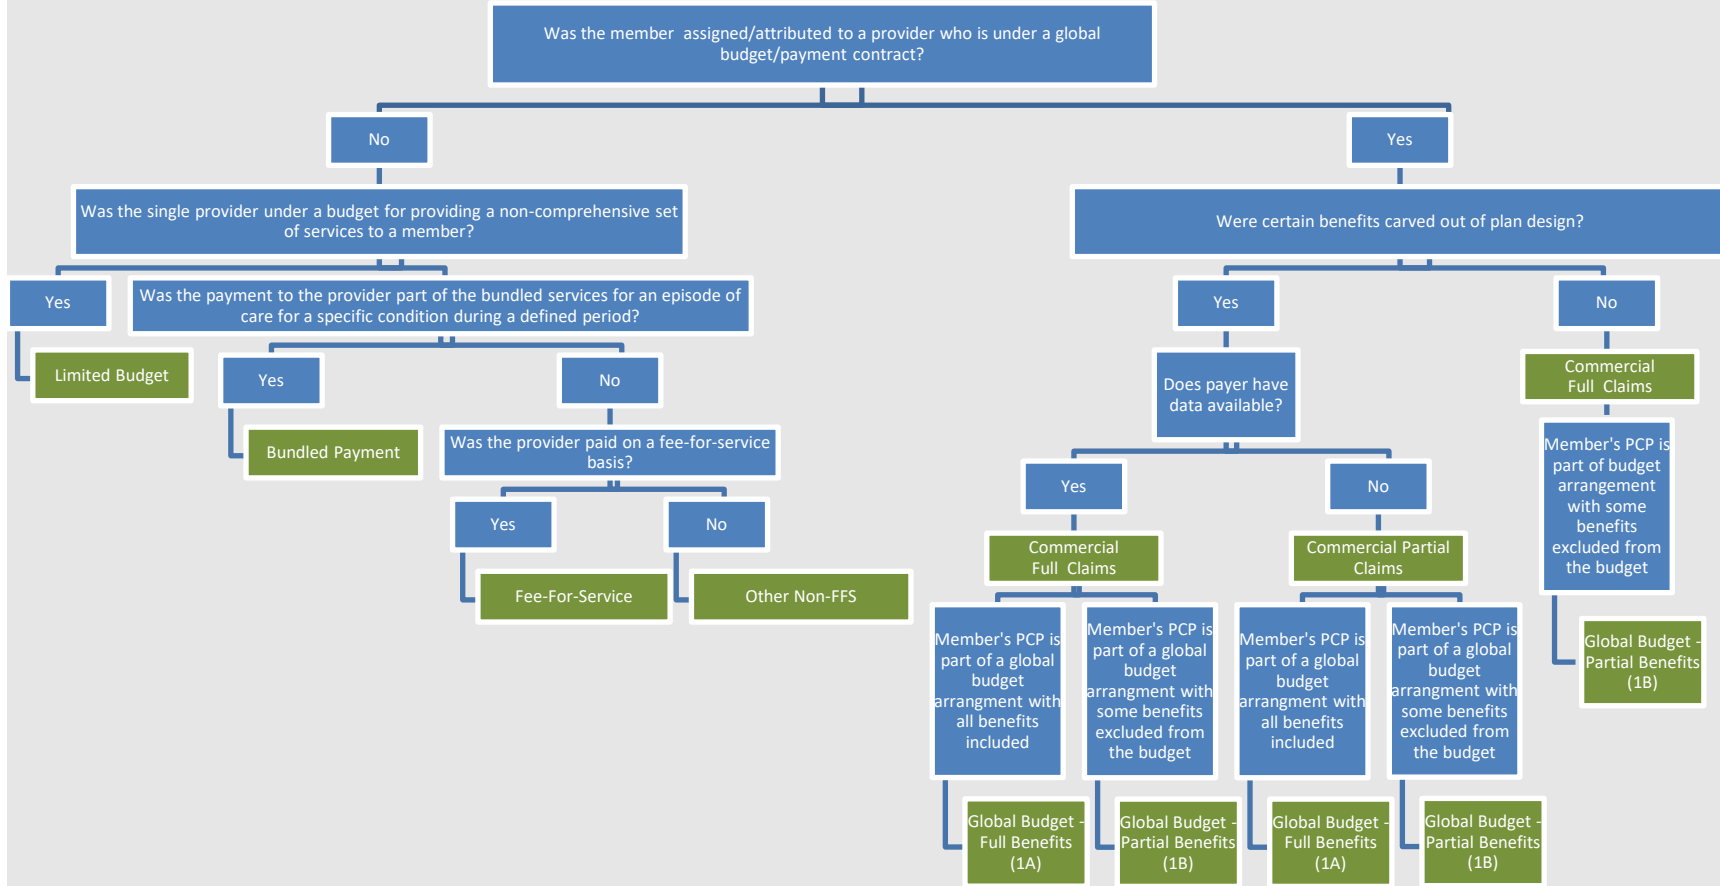 Was the member assigned/attributed to a provider who is under a global
budget/payment contract?
No
Yes
Was the single provider under a budget for providing a non-comprehensive set
of services to a member?
Were certain benefits carved out of plan design?
Yes
Was the payment to the provider part of the bundled services for an episode of
care for a specific condition during a defined period?
Yes
No
Limited Budget
Yes
No
Does payer have
data available?
Commercial
Full Claims
Bundled Payment
Was the provider paid on a fee-for-service
basis?
Member's PCP is
part of budget
arrangement
with some
benefits
excluded from
the budget
Yes
No
Yes
No
Commercial
Full Claims
Commercial Partial
Claims
Fee-For-Service
Other Non-FFS
Global Budget -
Partial Benefits
(1B)
Member's PCP is
part of a global
budget
arrangment with
all benefits
included
Member's PCP is
part of a global
budget
arrangment with
some benefits
excluded from
the budget
Member's PCP is
part of a global
budget
arrangment with
all benefits
included
Member's PCP is
part of a global
budget
arrangment with
some benefits
excluded from
the budget
Global Budget -
Full Benefits
(1A)
Global Budget -
Partial Benefits
(1B)
Global Budget -
Full Benefits
(1A)
Global Budget -
Partial Benefits
(1B)